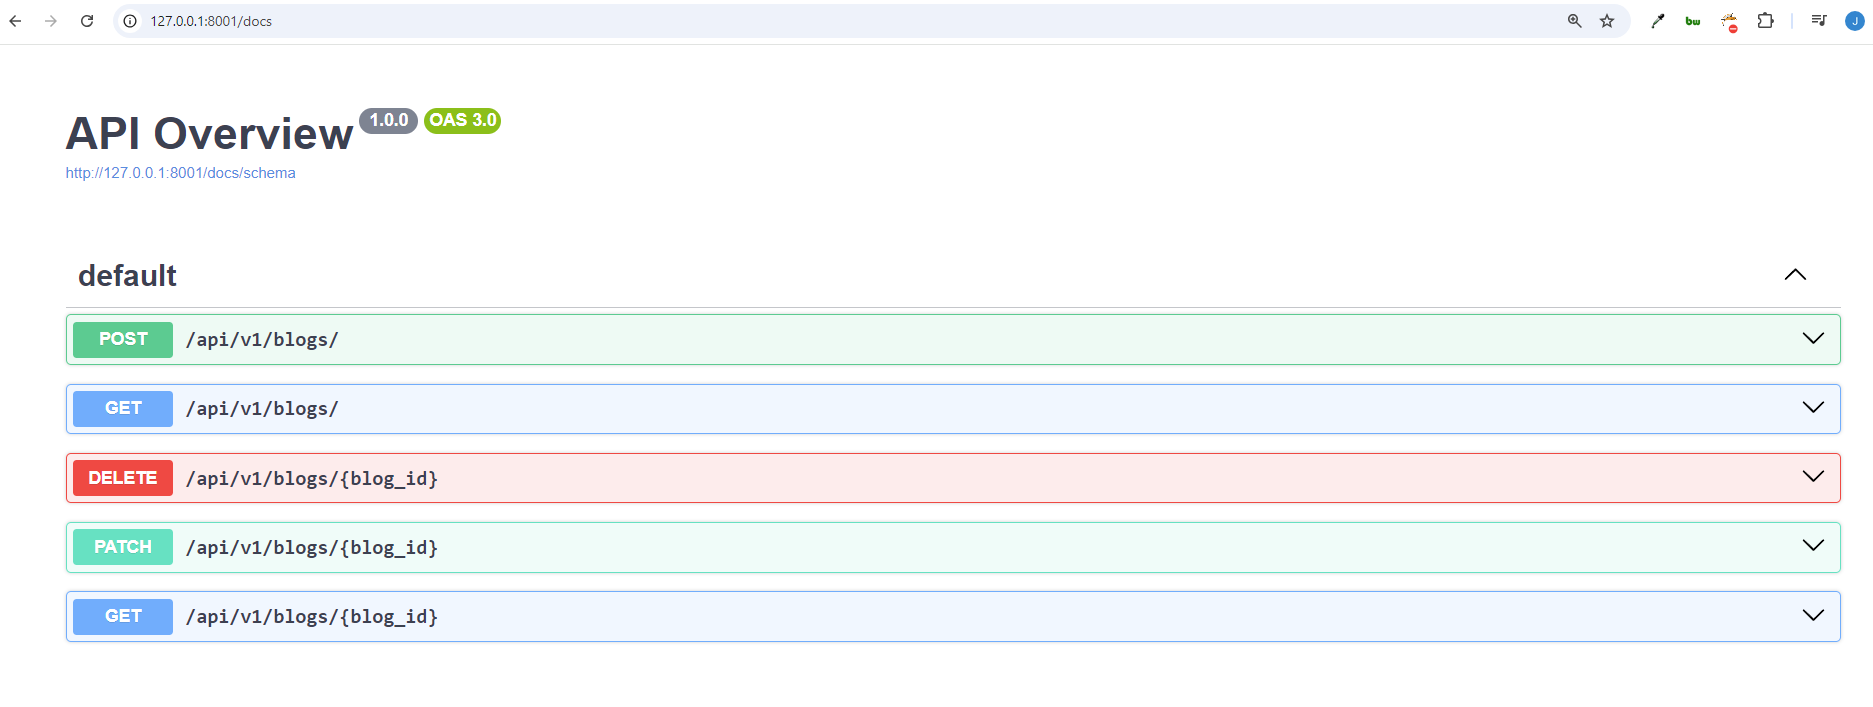 127.0.0.1:8001/docs
bw
J
API Overview 1.0.0 OAS 3.0
http://127.0.0.1:8001/docs/schema
default
POST /api/v1/blogs/
GET /api/v1/blogs/
DELETE /api/v1/blogs/{blog_id}
PATCH /api/v1/blogs/{blog_id}
GET /api/v1/blogs/{blog_id}